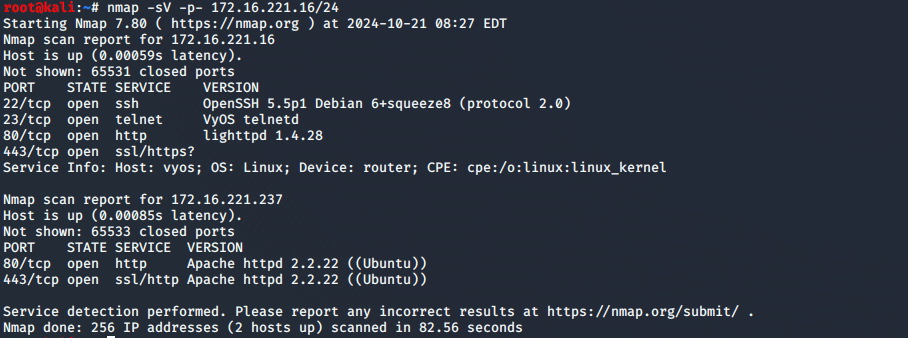 root@kali:~# nmap -sV -p- 172.16.221.16/24
Starting Nmap 7.80 ( https://nmap.org ) at 2024-10-21 08:27 EDT
Nmap scan report for 172.16.221.16
Host is up (0.00059s latency).
Not shown: 65531 closed ports
PORT    STATE SERVICE    VERSION
22/tcp  open  ssh        OpenSSH 5.5p1 Debian 6+squeeze8 (protocol 2.0)
23/tcp  open  telnet     VyOS telnetd
80/tcp  open  http       lighttpd 1.4.28
443/tcp open  ssl/https?
Service Info: Host: vyos; OS: Linux; Device: router; CPE: cpe:/o:linux:linux_kernel

Nmap scan report for 172.16.221.237
Host is up (0.00085s latency).
Not shown: 65533 closed ports
PORT    STATE SERVICE  VERSION
80/tcp  open  http     Apache httpd 2.2.22 ((Ubuntu))
443/tcp open  ssl/http Apache httpd 2.2.22 ((Ubuntu))

Service detection performed. Please report any incorrect results at https://nmap.org/submit/ .
Nmap done: 256 IP addresses (2 hosts up) scanned in 82.56 seconds